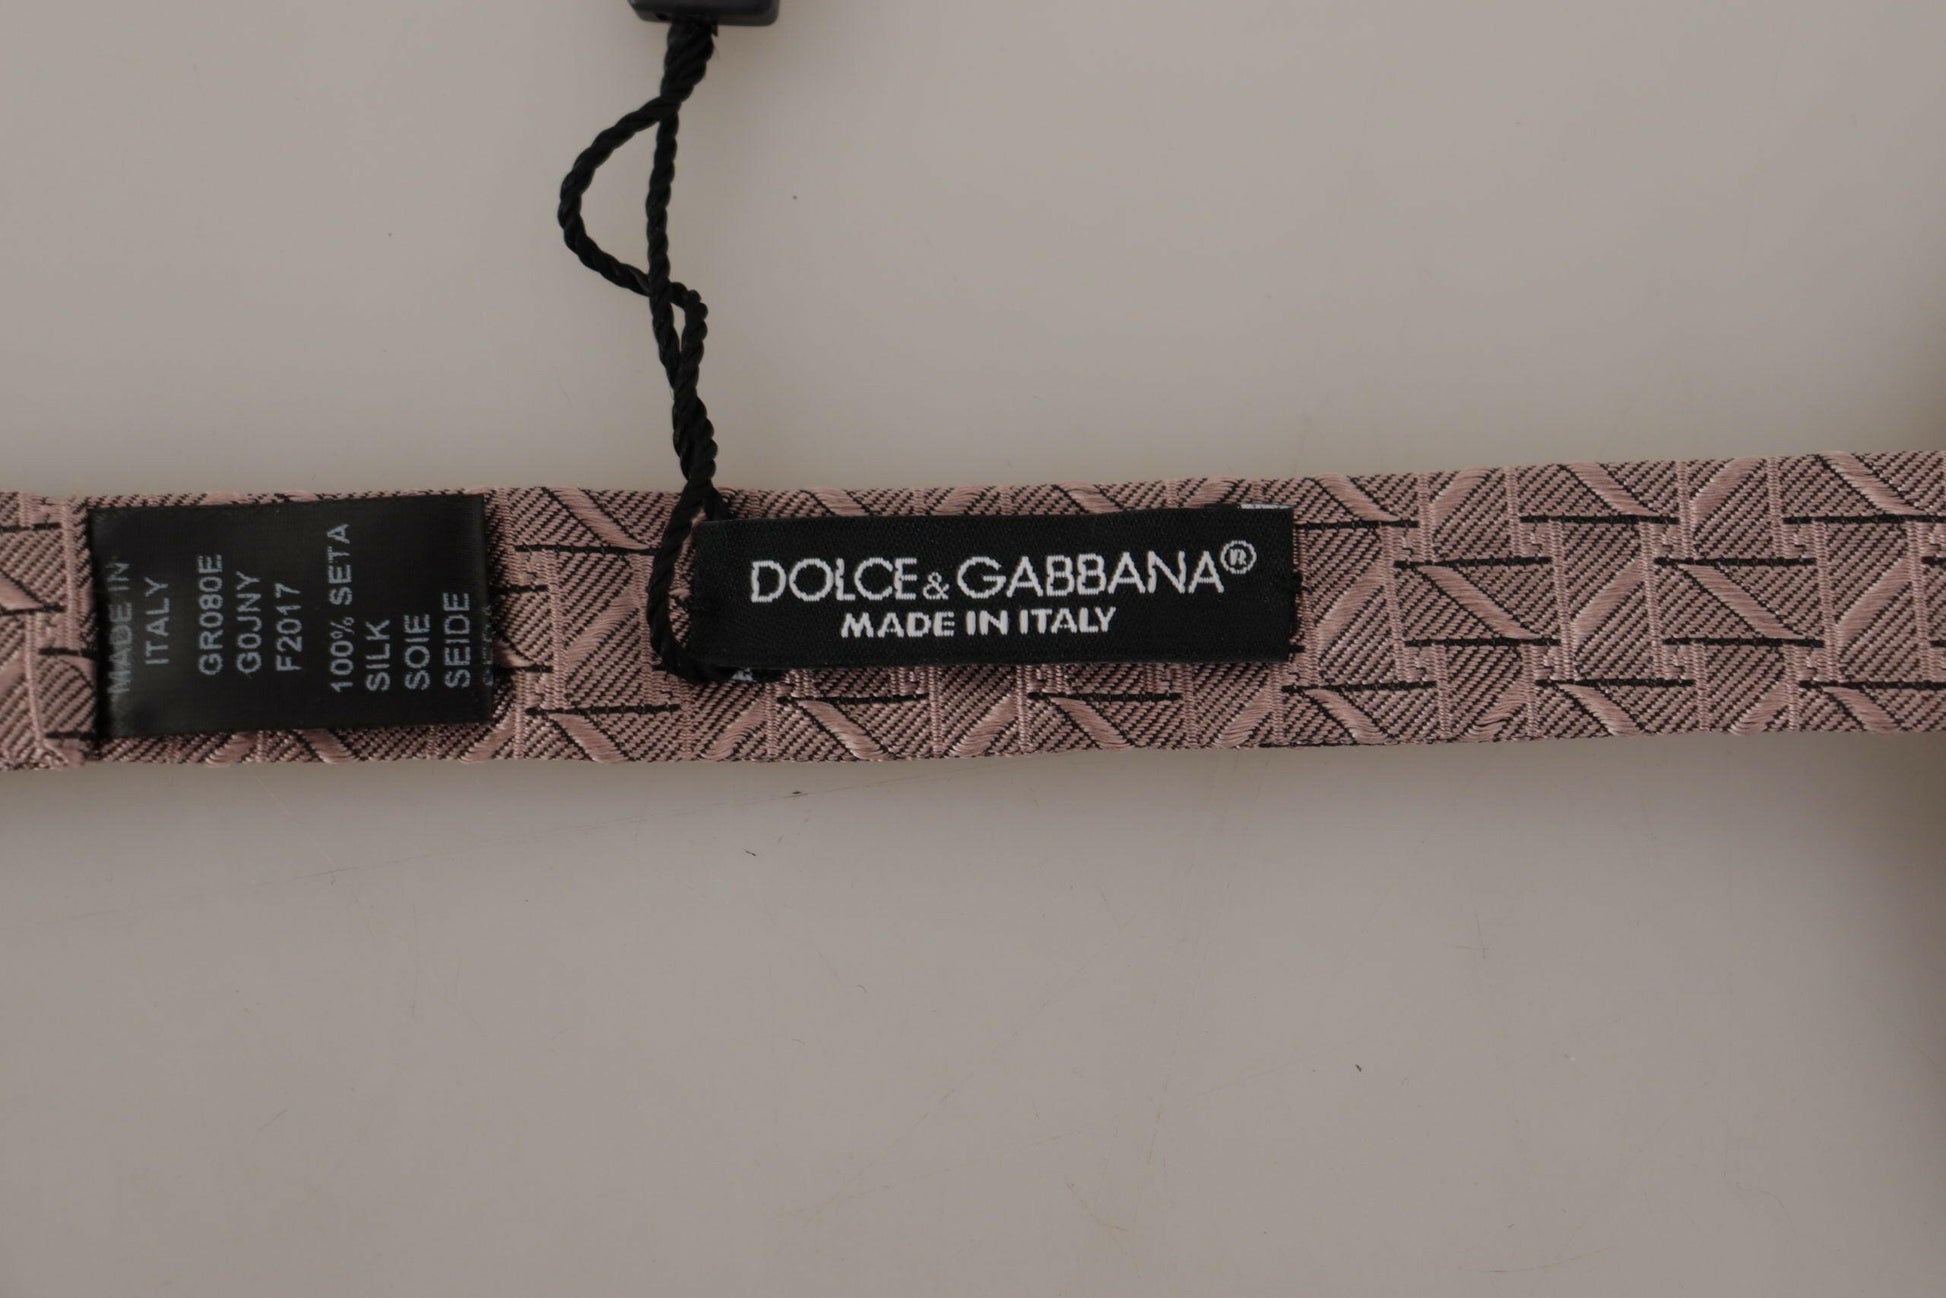 MADE IN
ITALY
GR080E
G0JNY
F2017
100% SETA
SILK
SOIE
SEIDE
DOLCE & GABBANA®
MADE IN ITALY